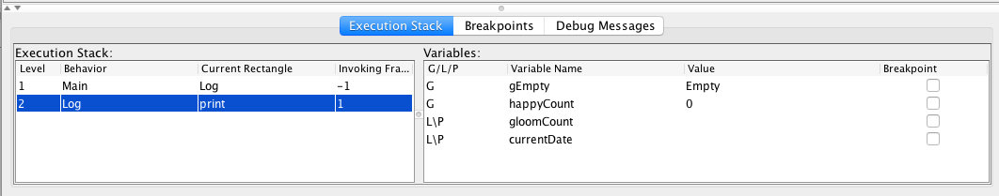 Execution Stack Breakpoints Debug Messages
Execution Stack:
Level Behavior Current Rectangle Invoking Fra...
1 Main Log -1
2 Log print 1
Variables:
G/L/P Variable Name Value Breakpoint
G gEmpty Empty
G happyCount 0
L\P gloomCount
L\P currentDate